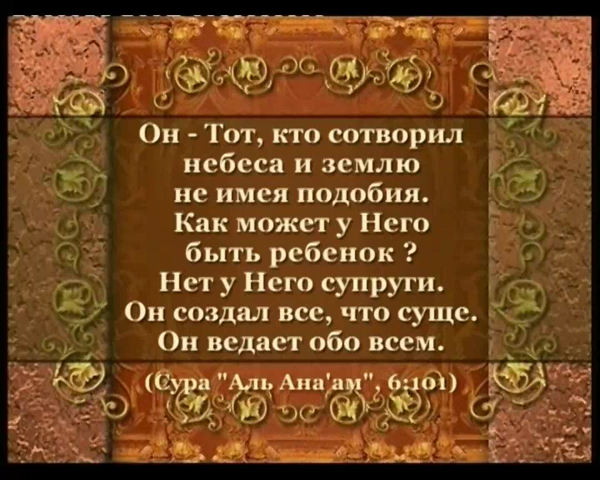 Он - Тот, кто сотворил
небеса и землю
не имея подобия.
Как может у Него
быть ребенок ?
Нет у Него супруги.
Он создал все, что суще.
Он ведает обо всем.
(Сура "Аль Ана'ам", 6:101)